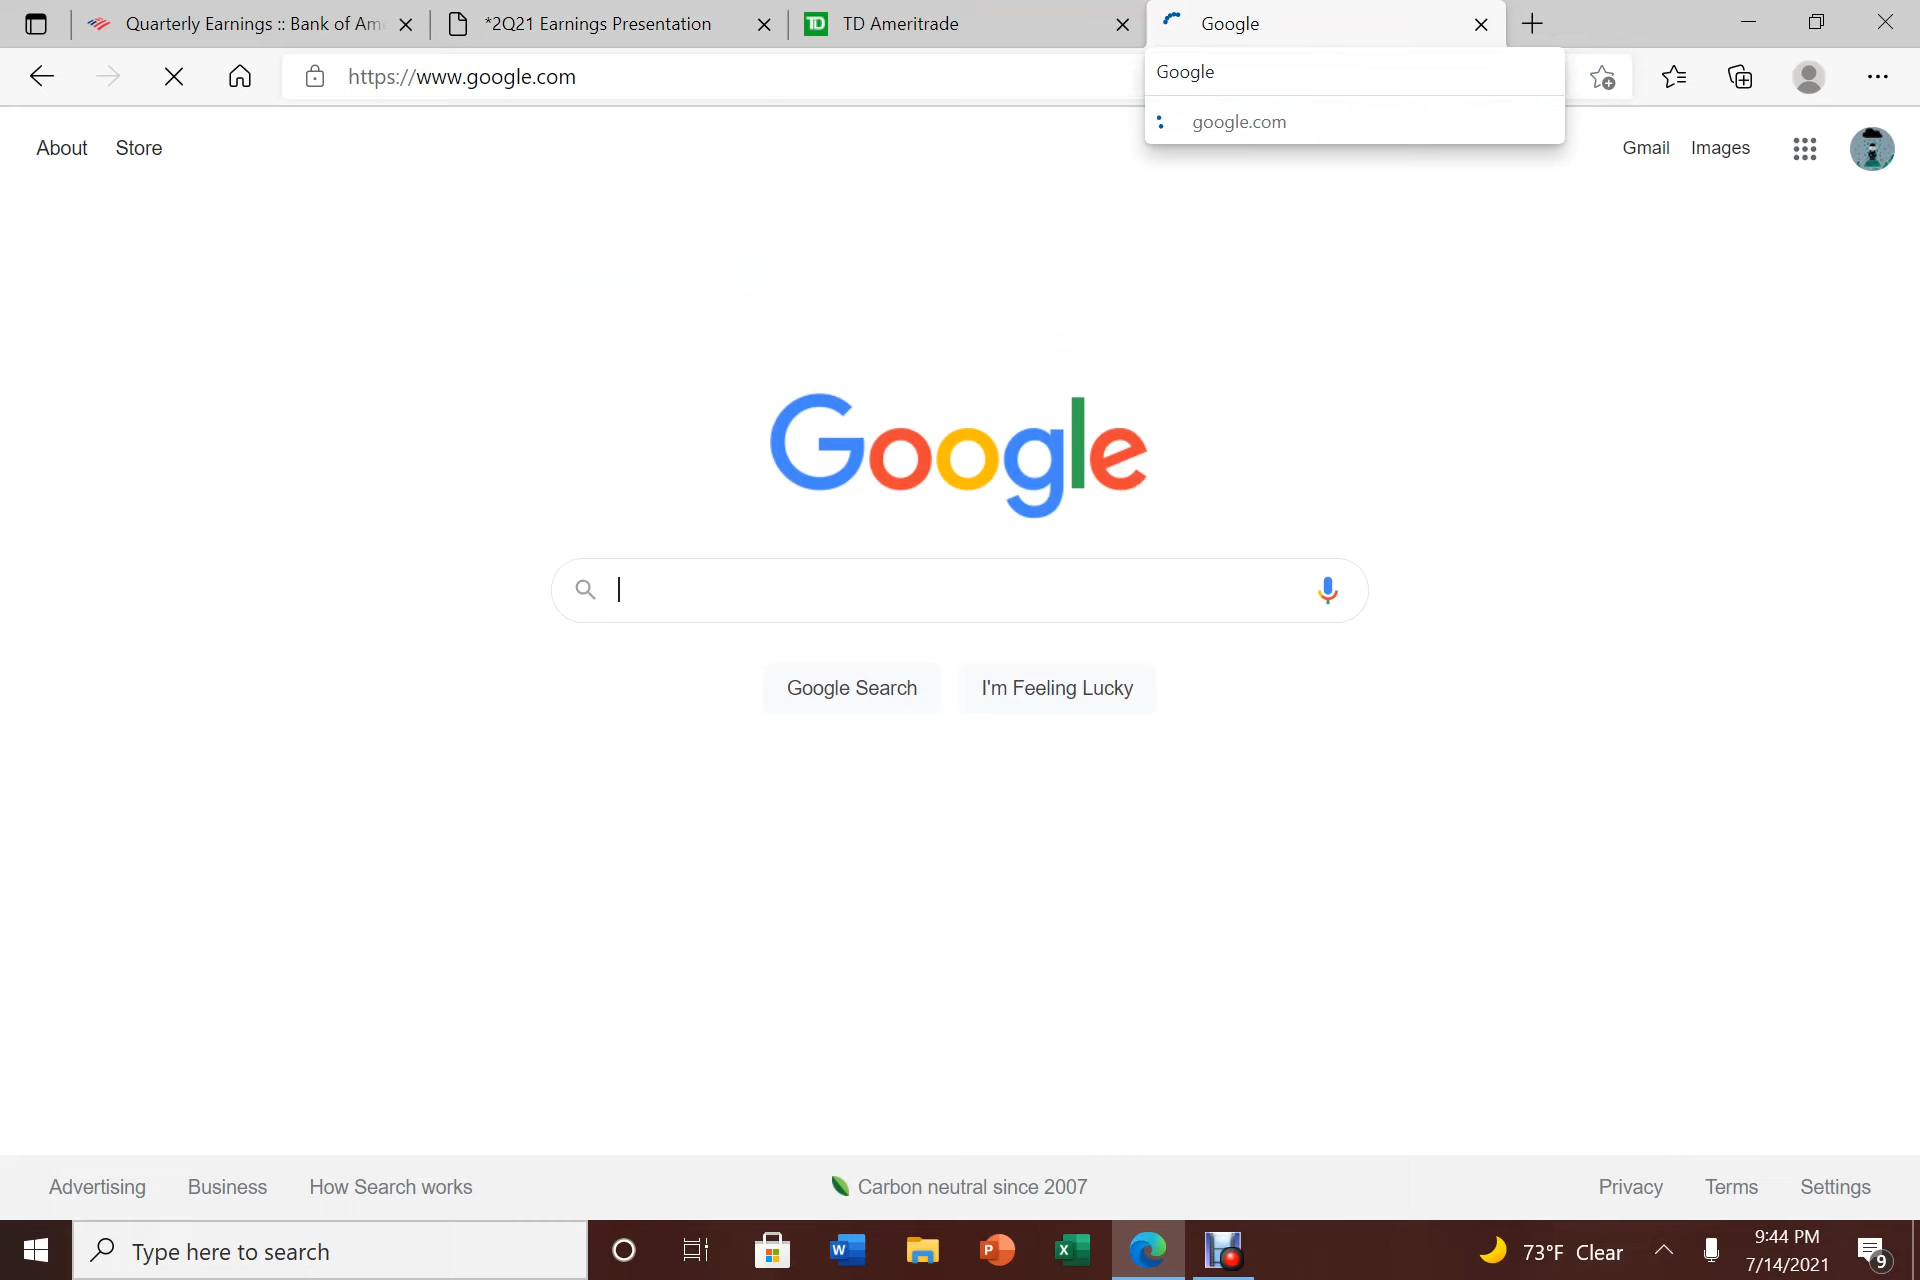 Quarterly Earnings :: Bank of Am
*2Q21 Earnings Presentation
TD Ameritrade
Google
https://www.google.com
Google
google.com
About
Store
Gmail
Images
Google
Google Search
I'm Feeling Lucky
Advertising
Business
How Search works
Carbon neutral since 2007
Privacy
Terms
Settings
Type here to search
73°F Clear
9:44 PM
7/14/2021
9